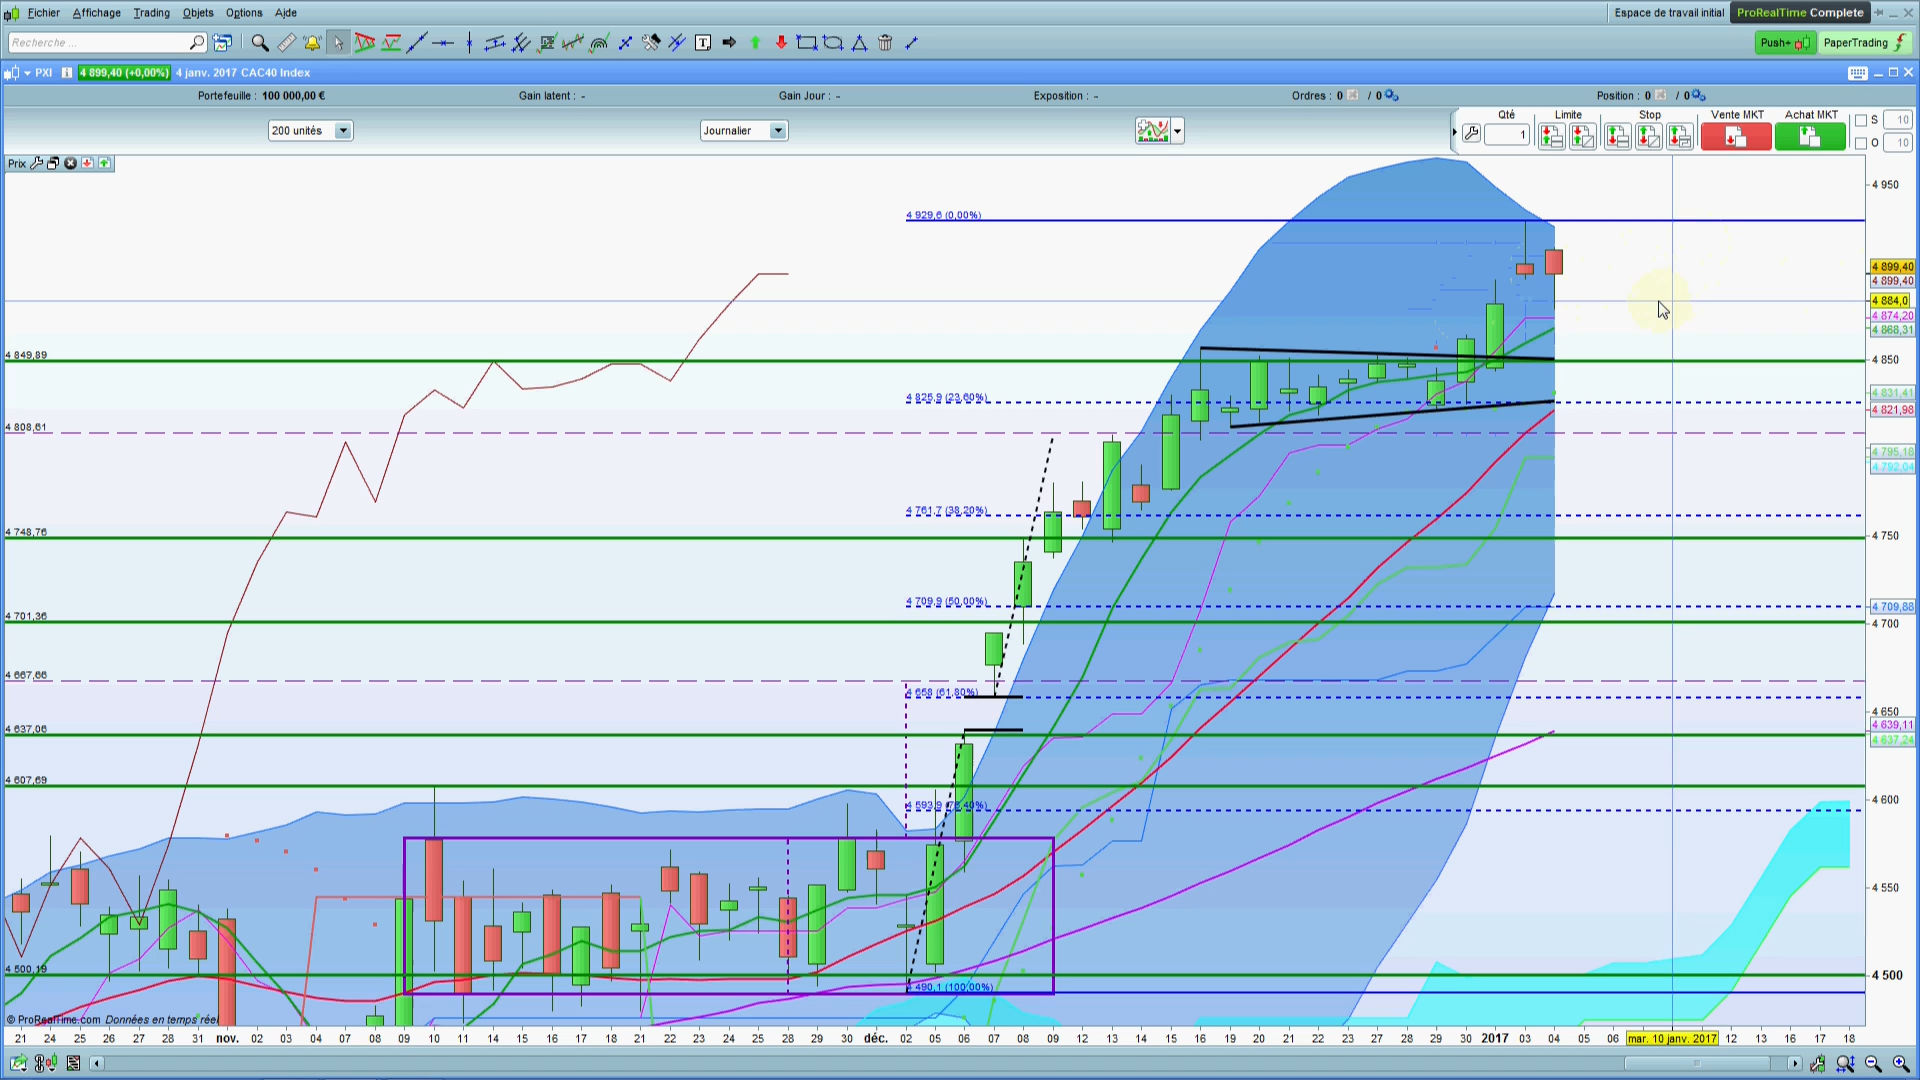 Fichier Affichage Trading Objets Options Aide
Espace de travail initial ProRealTime Complete
Recherche ...
Push+ PaperTrading
PXI 4 899,40 (+0,00%) 4 janv. 2017 CAC40 Index
Portefeuille : 100 000,00 € Gain latent : - Gain Jour : - Exposition : - Ordres : 0 / 0 Position : 0 / 0
Qté Limite Stop Vente MKT Achat MKT
S 10
200 unités Journalier 1
O 10
Prix
4 950
4 929,6 (0,00%)
4 899,40
4 899,40
4 884,0
4 874,20
4 868,31
4 849,89
4 850
4 825,9 (23,60%)
4 831,41
4 821,98
4 808,61
4 795,18
4 792,04
4 761,7 (38,20%)
4 748,76
4 750
4 709,9 (50,00%)
4 709,88
4 701,36
4 700
4 667,66
4 658 (61,80%)
4 650
4 639,11
4 637,06
4 637,24
4 607,69
4 600
4 593,9 (76,40%)
4 550
4 500,19
4 500
4 490,1 (100,00%)
© ProRealTime.com Données en temps réel
21 24 25 26 27 28 31 nov. 02 03 04 07 08 09 10 11 14 15 16 17 18 21 22 23 24 25 28 29 30 déc. 02 05 06 07 08 09 12 13 14 15 16 19 20 21 22 23 27 28 29 30 2017 03 04 05 06 mar. 10 janv. 2017 12 13 16 17 18